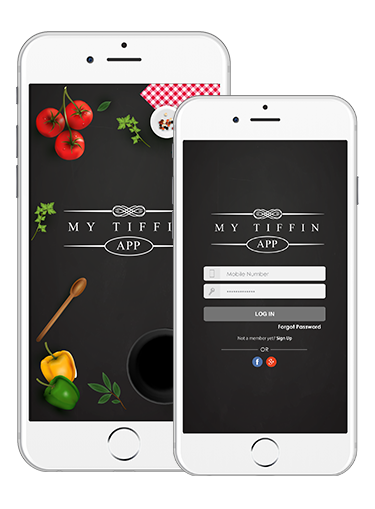 MY TIFFIN
APP
MY TIFFIN
APP
Mobile Number
LOG IN
Forgot Password
Not a member yet? Sign Up
OR
f
g+